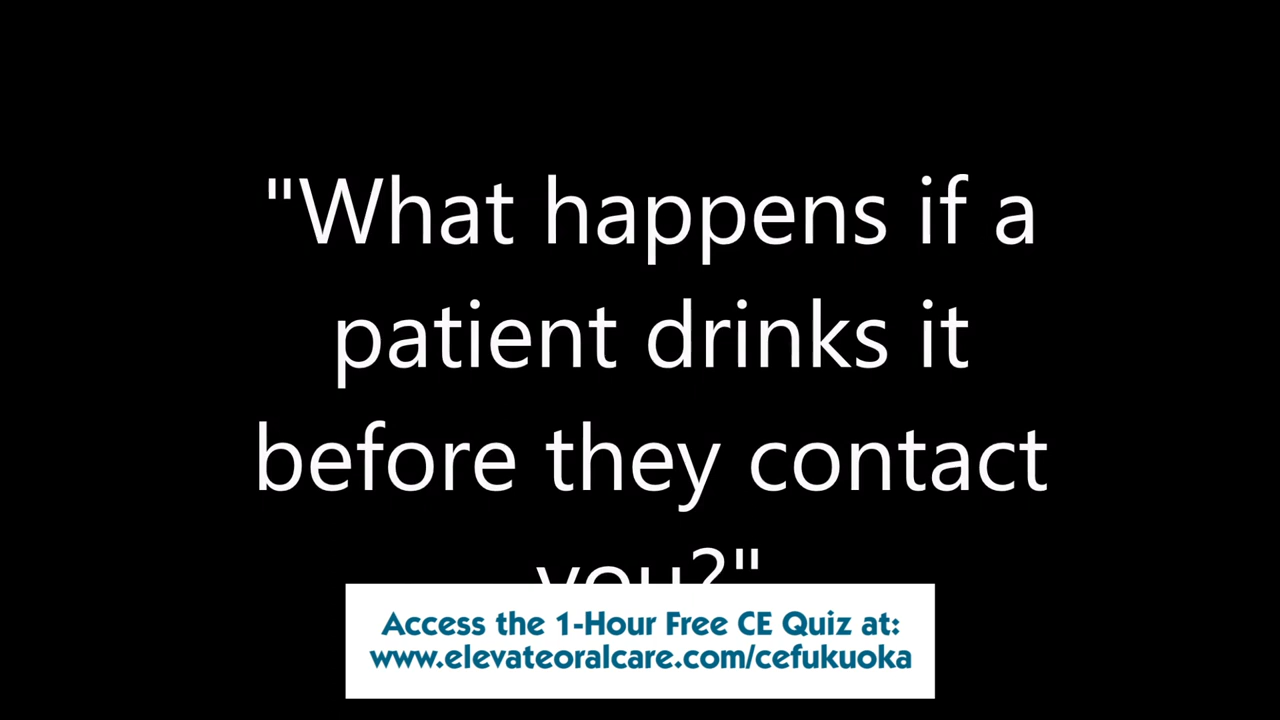 "What happens if a
patient drinks it
before they contact
you?"
Access the 1-Hour Free CE Quiz at:
www.elevateoralcare.com/cefukuoka